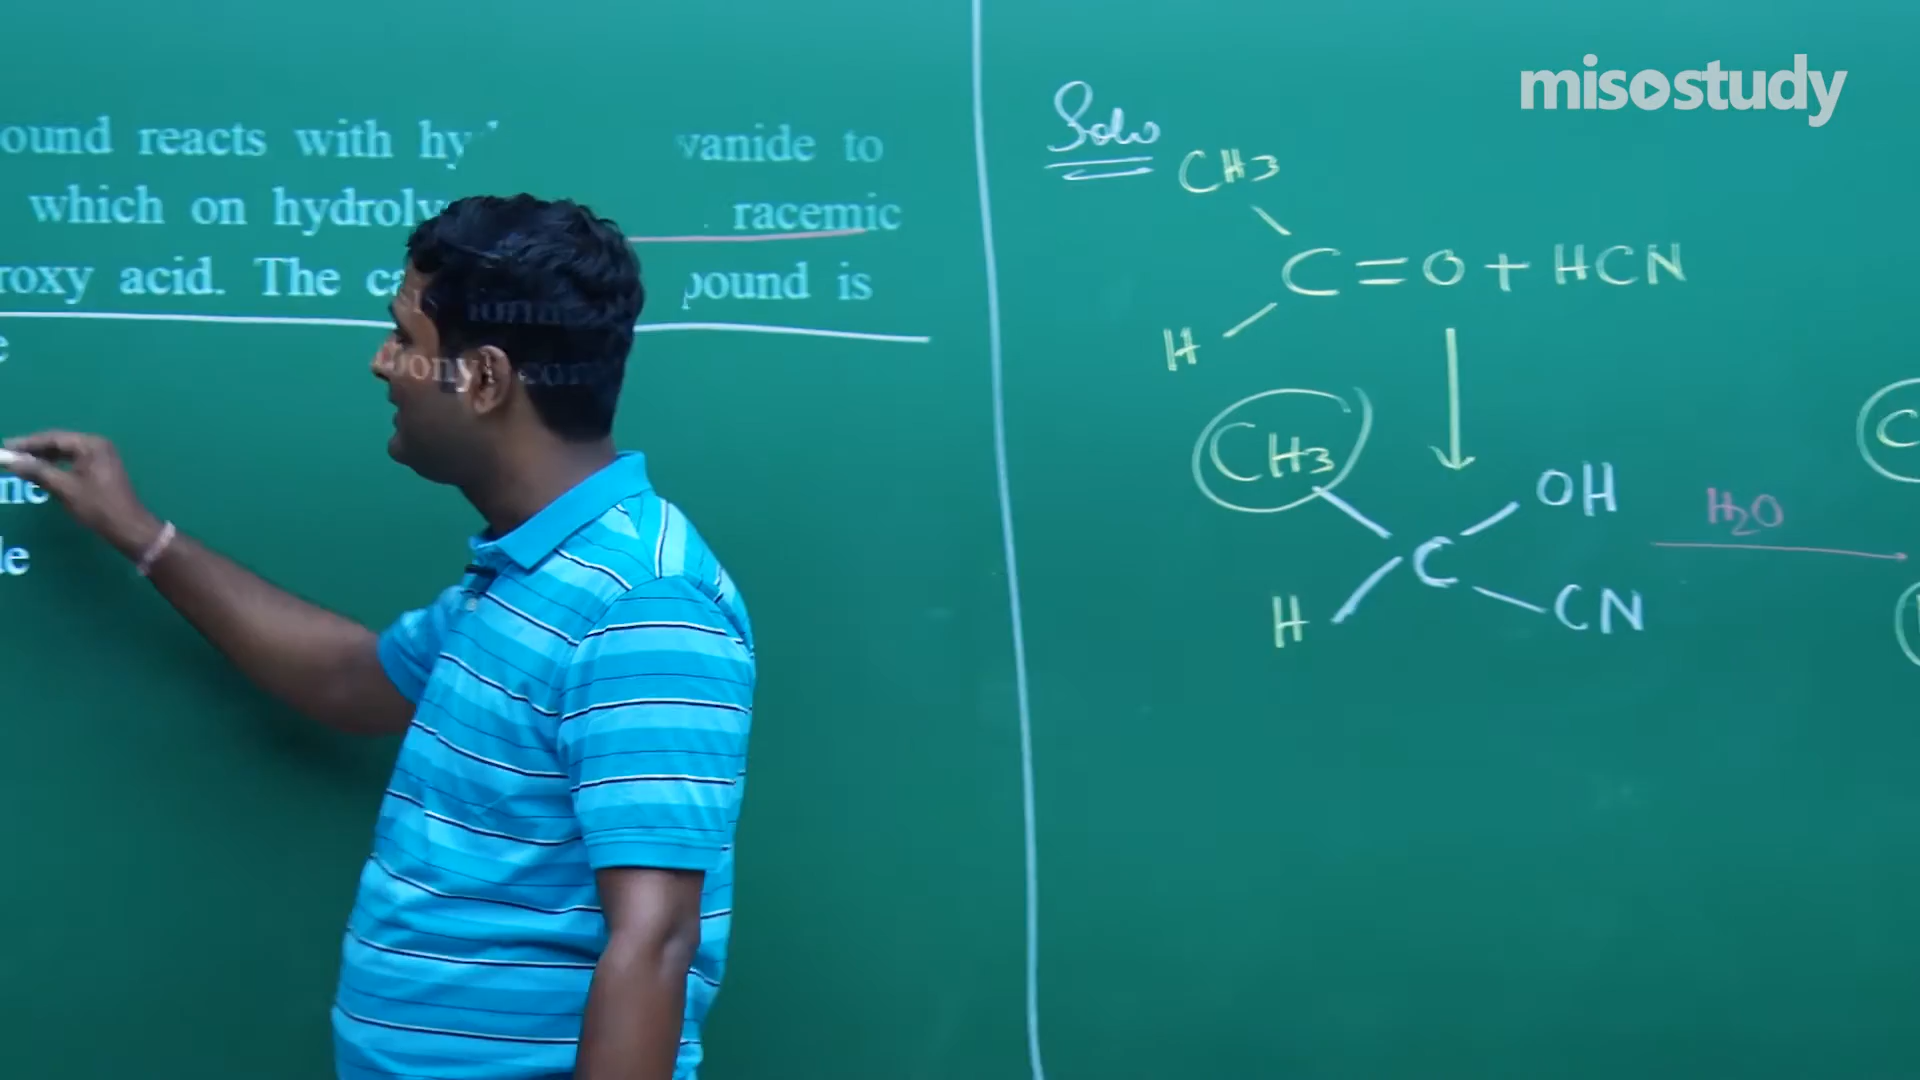 ound reacts with hy vanide to
which on hydroly racemic
roxy acid. The ca pound is
e
ne
le
misostudy
Soln
CH3
C=O+HCN
H
CH3
OH
C
H
CN
H2O
C